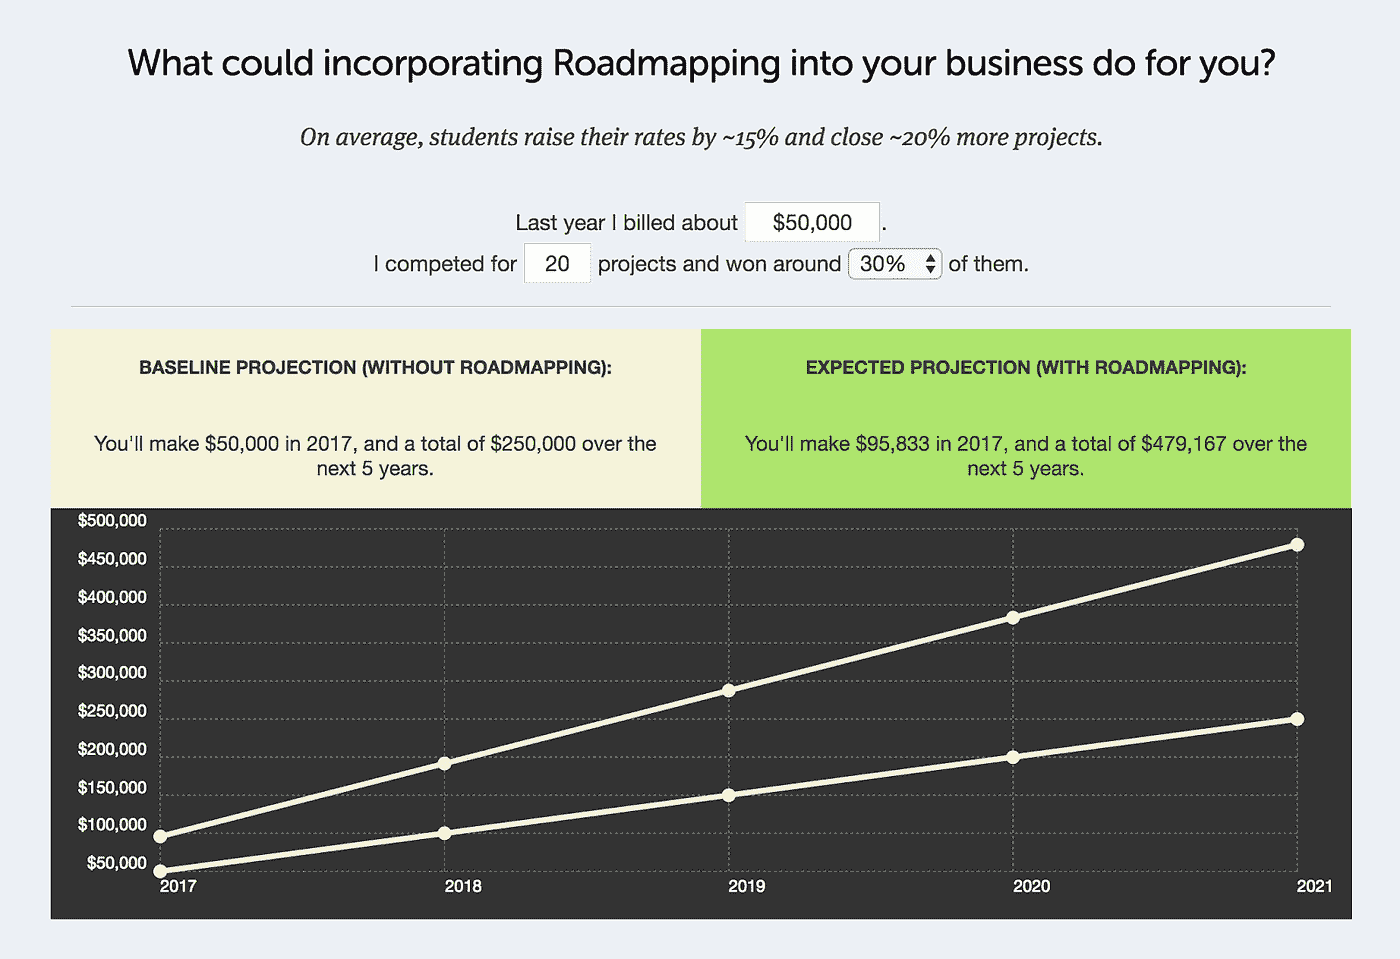 What could incorporating Roadmapping into your business do for you?
On average, students raise their rates by ~15% and close ~20% more projects.
Last year I billed about $50,000 .
I competed for 20 projects and won around 30% of them.
BASELINE PROJECTION (WITHOUT ROADMAPPING):
You'll make $50,000 in 2017, and a total of $250,000 over the
next 5 years.
EXPECTED PROJECTION (WITH ROADMAPPING):
You'll make $95,833 in 2017, and a total of $479,167 over the
next 5 years.
$500,000
$450,000
$400,000
$350,000
$300,000
$250,000
$200,000
$150,000
$100,000
$50,000
2017 2018 2019 2020 2021